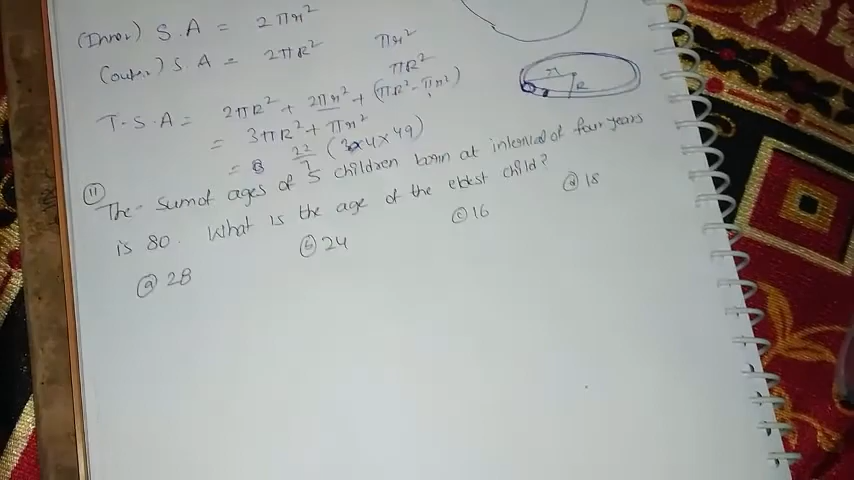 (Inner) S.A = 2πr²
(outer) S.A = 2πR² πr²
πR²
T.S.A = 2πR² + 2πr² + (πR² - πr²)
= 3πR² + πr²
= 22/7 (3×4×49)
r R
(11) The sum of ages of 5 children born at interval of four years
is 80. What is the age of the eldest child?
(a) 28 (b) 24 (c) 16 (d) 18